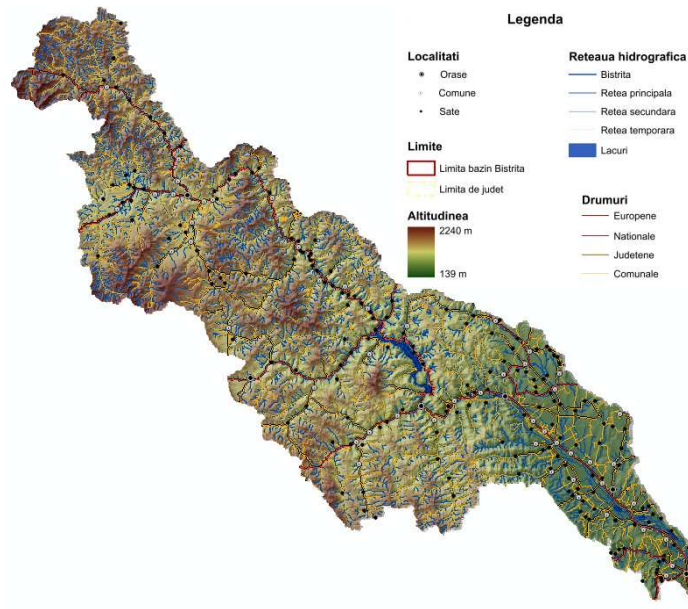 Legenda
Localitati
Orase
Comune
Sate
Limite
Limita bazin Bistrita
Limita de judet
Altitudinea
2240 m
139 m
Reteaua hidrografica
Bistrita
Retea principala
Retea secundara
Retea temporara
Lacuri
Drumuri
Europene
Nationale
Judetene
Comunale